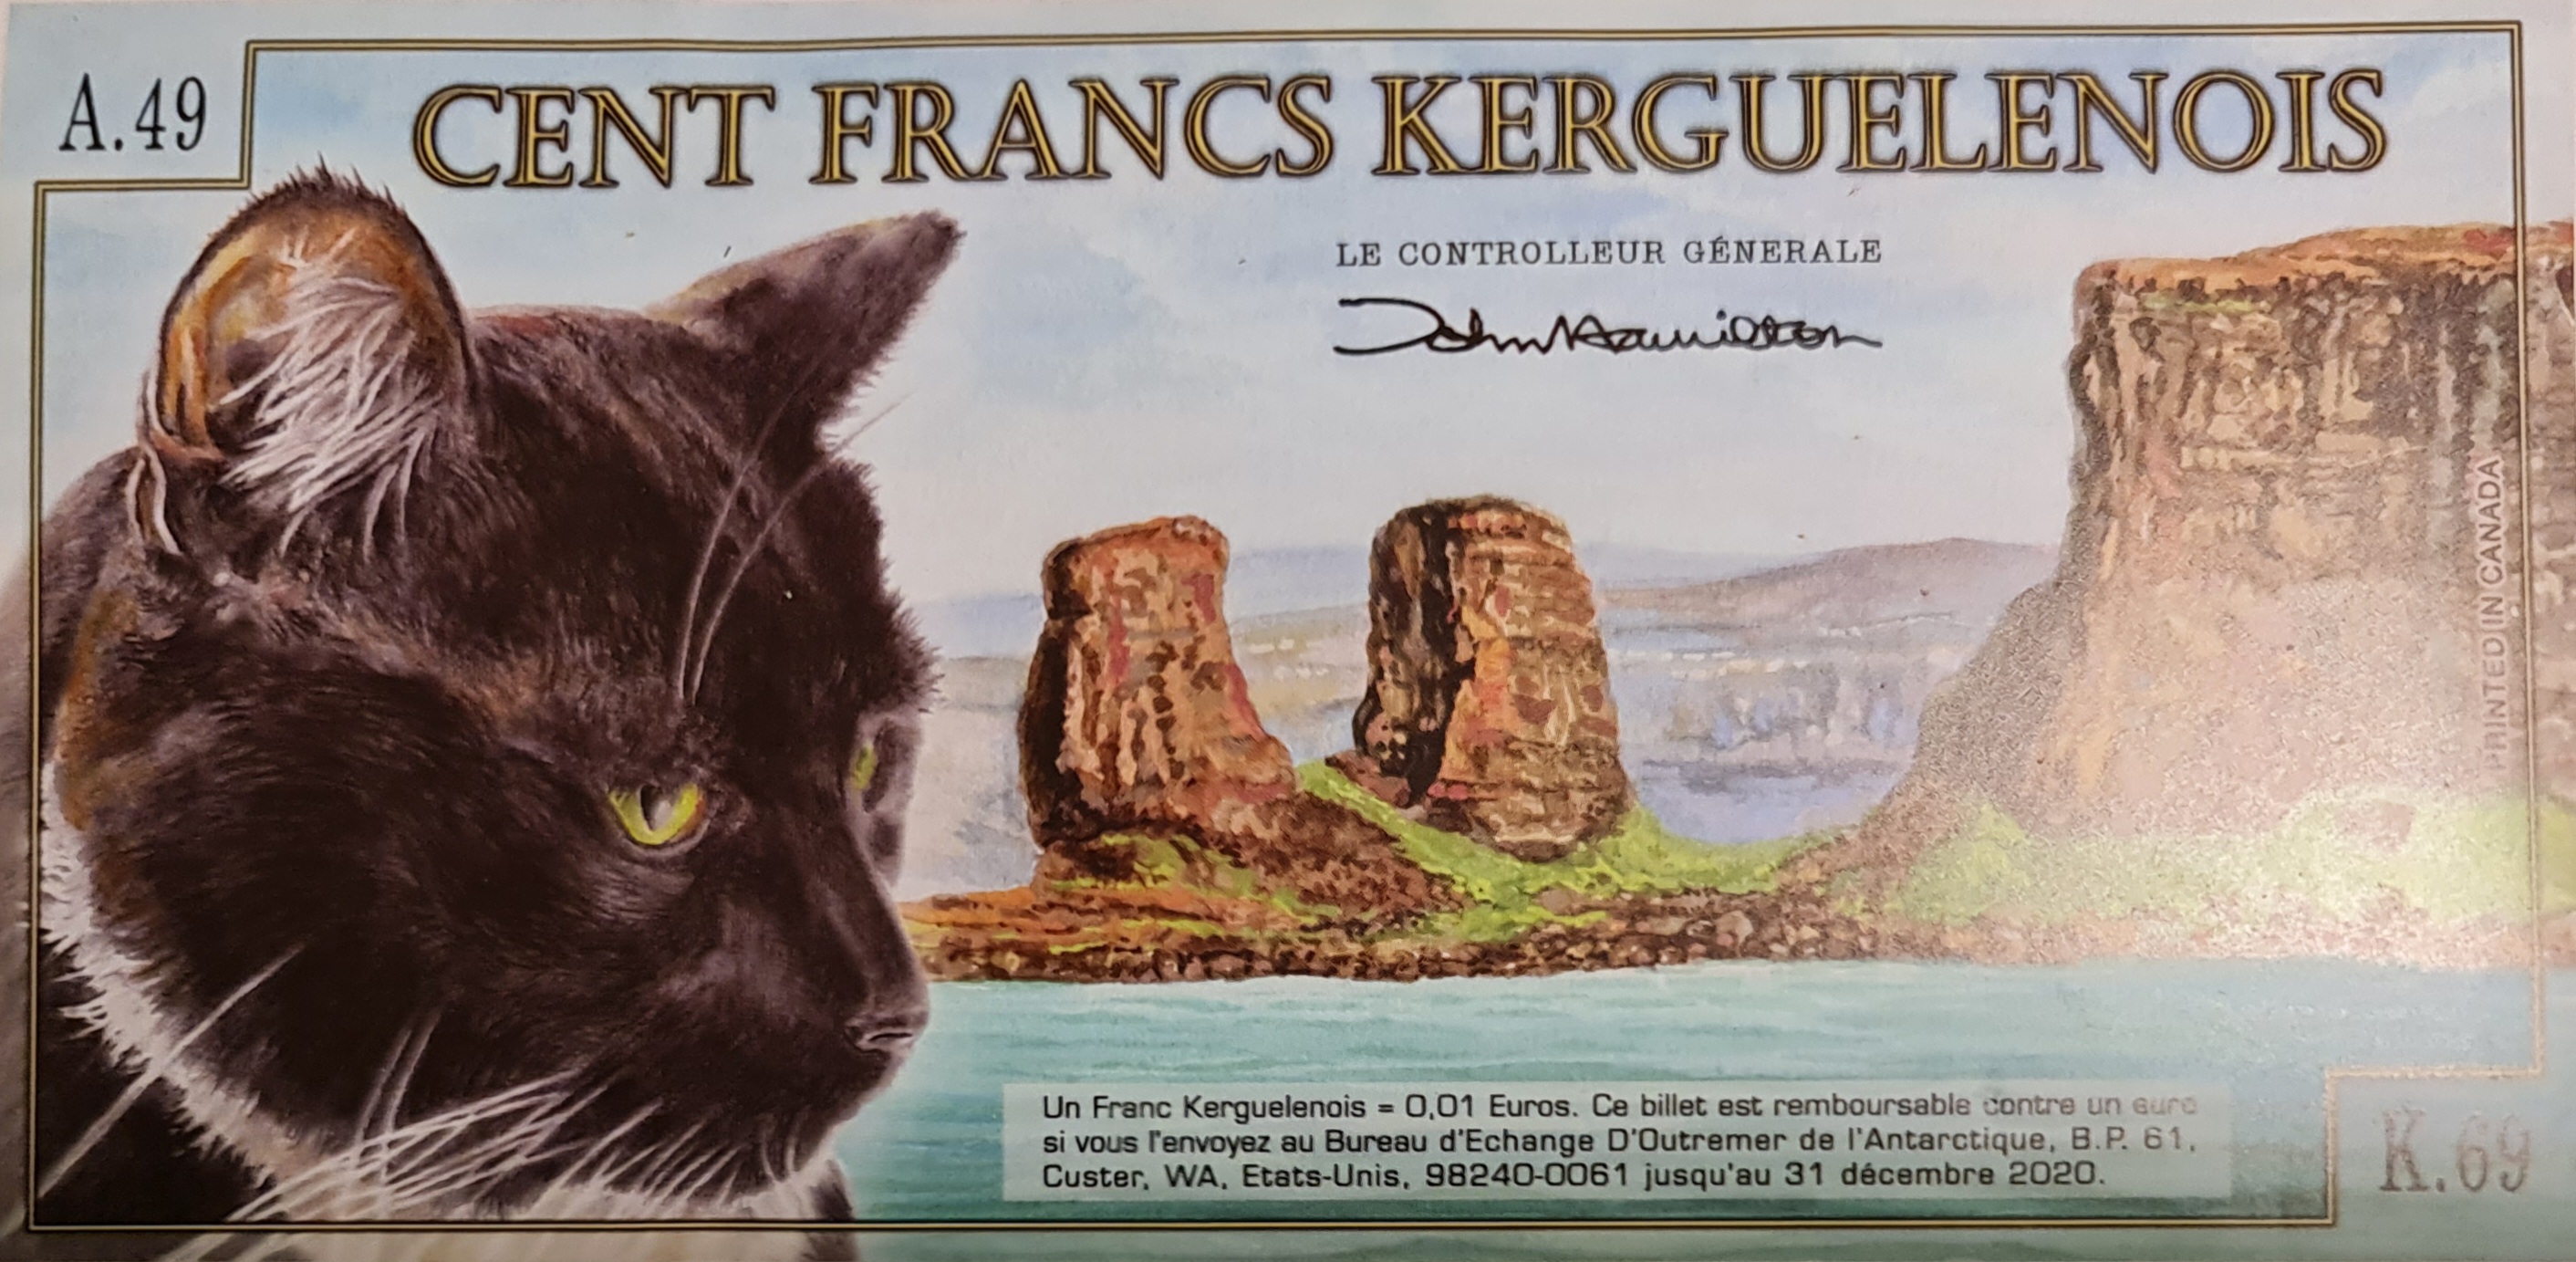 A.49
CENT FRANCS KERGUELENOIS
LE CONTROLLEUR GÉNERALE
John Hamilston
PRINTED IN CANADA
Un Franc Kerguelenois = 0,01 Euros. Ce billet est remboursable contre un euro
si vous l'envoyez au Bureau d'Echange D'Outremer de l'Antarctique, B.P. 61,
Custer, WA, Etats-Unis, 98240-0061 jusqu'au 31 décembre 2020.
K.69